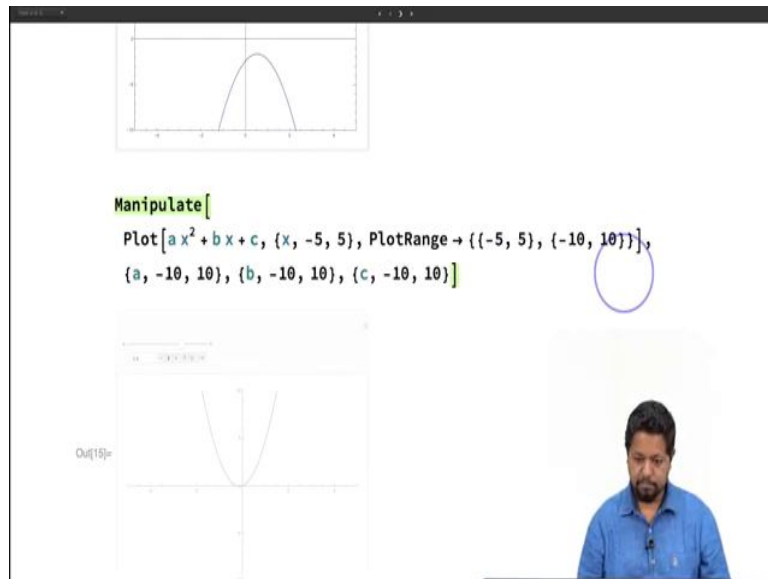 Manipulate[
Plot[a x² + b x + c, {x, -5, 5}, PlotRange → {{-5, 5}, {-10, 10}}],
{a, -10, 10}, {b, -10, 10}, {c, -10, 10}]
Out[15]=